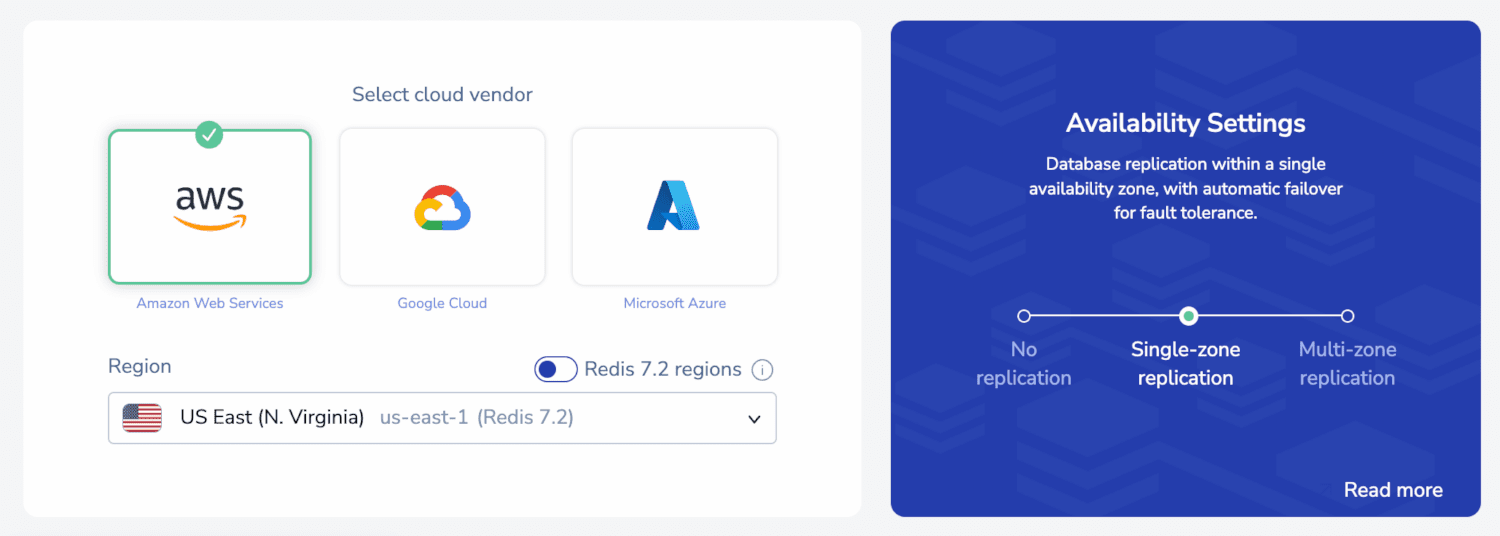 Select cloud vendor
aws
Amazon Web Services
Google Cloud
Microsoft Azure
Region
Redis 7.2 regions
i
US East (N. Virginia) us-east-1 (Redis 7.2)
Availability Settings
Database replication within a single
availability zone, with automatic failover
for fault tolerance.
No
replication
Single-zone
replication
Multi-zone
replication
Read more